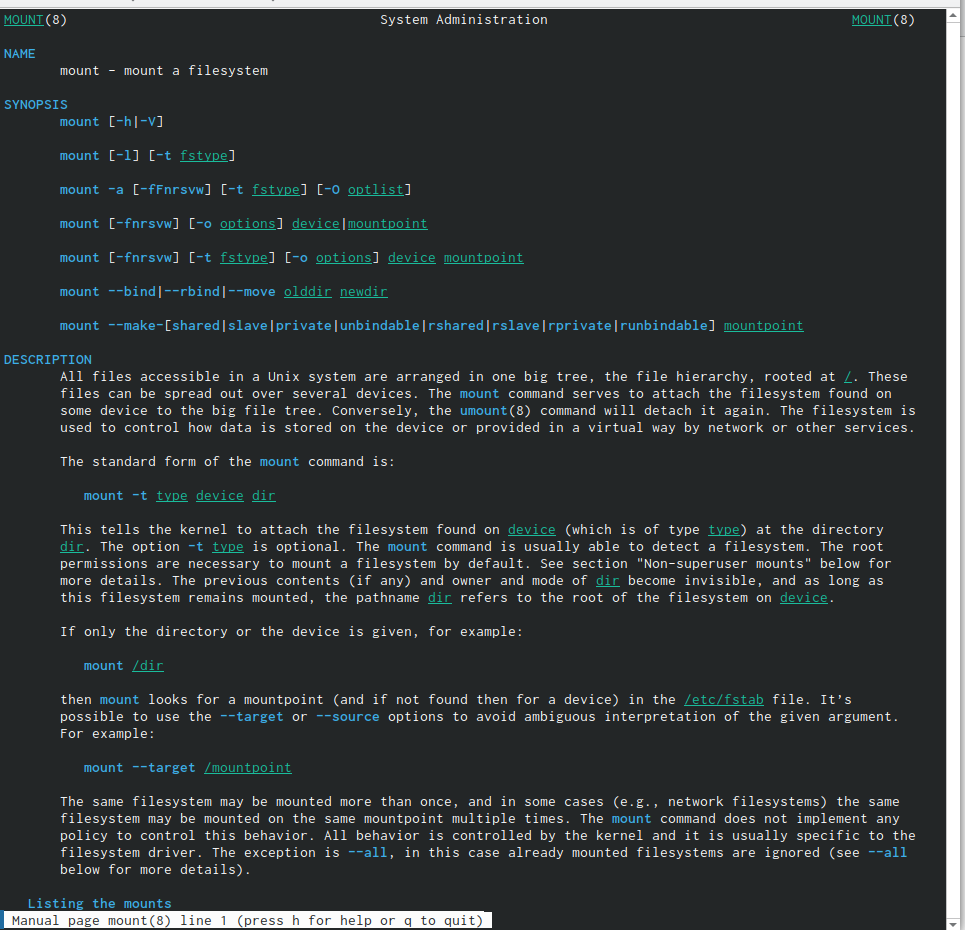 MOUNT(8) System Administration MOUNT(8)
NAME
mount - mount a filesystem
SYNOPSIS
mount [-h|-V]
mount [-l] [-t fstype]
mount -a [-fFnrsvw] [-t fstype] [-O optlist]
mount [-fnrsvw] [-o options] device|mountpoint
mount [-fnrsvw] [-t fstype] [-o options] device mountpoint
mount --bind|--rbind|--move olddir newdir
mount --make-[shared|slave|private|unbindable|rshared|rslave|rprivate|runbindable] mountpoint
DESCRIPTION
All files accessible in a Unix system are arranged in one big tree, the file hierarchy, rooted at /. These
files can be spread out over several devices. The mount command serves to attach the filesystem found on
some device to the big file tree. Conversely, the umount(8) command will detach it again. The filesystem is
used to control how data is stored on the device or provided in a virtual way by network or other services.
The standard form of the mount command is:
mount -t type device dir
This tells the kernel to attach the filesystem found on device (which is of type type) at the directory
dir. The option -t type is optional. The mount command is usually able to detect a filesystem. The root
permissions are necessary to mount a filesystem by default. See section "Non-superuser mounts" below for
more details. The previous contents (if any) and owner and mode of dir become invisible, and as long as
this filesystem remains mounted, the pathname dir refers to the root of the filesystem on device.
If only the directory or the device is given, for example:
mount /dir
then mount looks for a mountpoint (and if not found then for a device) in the /etc/fstab file. It’s
possible to use the --target or --source options to avoid ambiguous interpretation of the given argument.
For example:
mount --target /mountpoint
The same filesystem may be mounted more than once, and in some cases (e.g., network filesystems) the same
filesystem may be mounted on the same mountpoint multiple times. The mount command does not implement any
policy to control this behavior. All behavior is controlled by the kernel and it is usually specific to the
filesystem driver. The exception is --all, in this case already mounted filesystems are ignored (see --all
below for more details).
Listing the mounts
Manual page mount(8) line 1 (press h for help or q to quit)